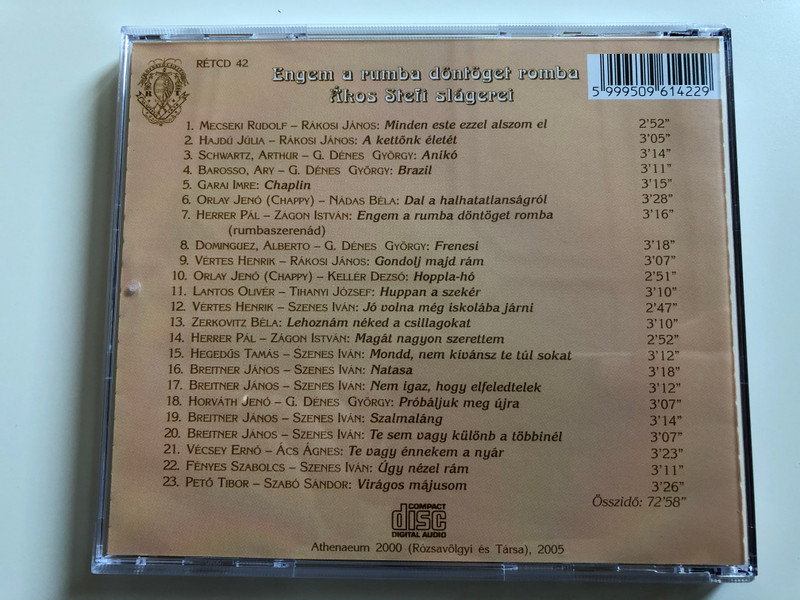 RÉTCD 42
Engem a rumba döntöget romba
Ákos Stefi slágerei
5 999509 614229
1. MECSEKI RUDOLF – RÁKOSI JÁNOS: Minden este ezzel alszom el 2'52"
2. HAJDÚ JÚLIA – RÁKOSI JÁNOS: A kettőnk életét 3'05"
3. SCHWARTZ, ARTHUR – G. DÉNES GYÖRGY: Anikó 3'14"
4. BAROSSO, ARY – G. DÉNES GYÖRGY: Brazil 3'11"
5. GARAI IMRE: Chaplin 3'15"
6. ORLAY JENŐ (CHAPPY) – NÁDAS BÉLA: Dal a halhatatlanságról 3'28"
7. HERRER PÁL – ZÁGON ISTVÁN: Engem a rumba döntöget romba 3'16"
(rumbaszerenád)
8. DOMINGUEZ, ALBERTO – G. DÉNES GYÖRGY: Frenesi 3'18"
9. VÉRTES HENRIK – RÁKOSI JÁNOS: Gondolj majd rám 3'07"
10. ORLAY JENŐ (CHAPPY) – KELLÉR DEZSŐ: Hoppla-hó 2'51"
11. LANTOS OLIVÉR – TIHANYI JÓZSEF: Huppan a szekér 3'10"
12. VÉRTES HENRIK – SZENES IVÁN: Jó volna még iskolába járni 2'47"
13. ZERKOVITZ BÉLA: Lehoznám néked a csillagokat 3'10"
14. HERRER PÁL – ZÁGON ISTVÁN: Magát nagyon szerettem 2'52"
15. HEGEDŰS TAMÁS – SZENES IVÁN: Mondd, nem kívánsz te túl sokat 3'12"
16. BREITNER JÁNOS – SZENES IVÁN: Natasa 3'18"
17. BREITNER JÁNOS – SZENES IVÁN: Nem igaz, hogy elfeledtelek 3'12"
18. HORVÁTH JENŐ – G. DÉNES GYÖRGY: Próbáljuk meg újra 3'07"
19. BREITNER JÁNOS – SZENES IVÁN: Szalmaláng 3'14"
20. BREITNER JÁNOS – SZENES IVÁN: Te sem vagy különb a többinél 3'07"
21. VÉCSEY ERNŐ – ÁCS ÁGNES: Te vagy énnekem a nyár 3'23"
22. FÉNYES SZABOLCS – SZENES IVÁN: Úgy nézel rám 3'11"
23. PETŐ TIBOR – SZABÓ SÁNDOR: Virágos májusom 3'26"
Összidő: 72'58"
COMPACT
disc
DIGITAL AUDIO
Athenaeum 2000 (Rózsavölgyi és Társa), 2005